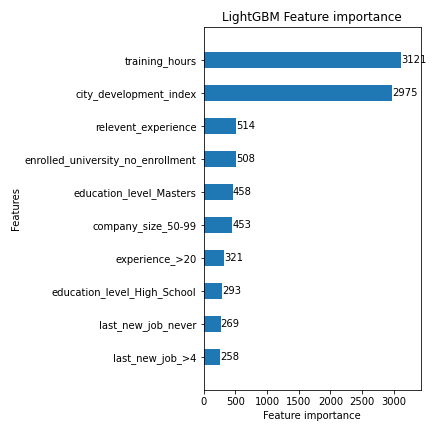 LightGBM Feature importance
Features
training_hours 3121
city_development_index 2975
relevent_experience 514
enrolled_university_no_enrollment 508
education_level_Masters 458
company_size_50-99 453
experience_>20 321
education_level_High_School 293
last_new_job_never 269
last_new_job_>4 258
0 500 1000 1500 2000 2500 3000
Feature importance